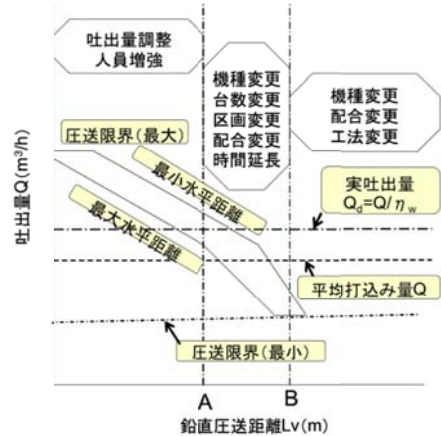 吐出量調整
人員増強
機種変更
台数変更
区画変更
配合変更
時間延長
機種変更
配合変更
工法変更
圧送限界(最大)
最小水平距離
最大水平距離
実吐出量
Qd=Q/ηw
平均打込み量Q
圧送限界(最小)
吐出量Q(m³/h)
A
B
鉛直圧送距離Lv(m)